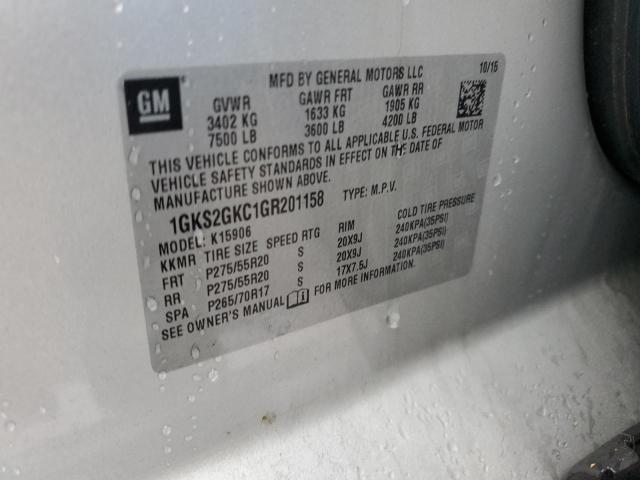 GM
MFD BY GENERAL MOTORS LLC 10/15
GVWR GAWR FRT GAWR RR
3402 KG 1633 KG 1905 KG
7500 LB 3600 LB 4200 LB
THIS VEHICLE CONFORMS TO ALL APPLICABLE U.S. FEDERAL MOTOR
VEHICLE SAFETY STANDARDS IN EFFECT ON THE DATE OF
MANUFACTURE SHOWN ABOVE.
1GKS2GKC1GR201158 TYPE: M.P.V.
MODEL: K15906
KKMR TIRE SIZE SPEED RTG RIM COLD TIRE PRESSURE
FRT P275/55R20 S 20X9J 240KPA(35PSI)
RR P275/55R20 S 20X9J 240KPA(35PSI)
SPA P265/70R17 S 17X7.5J 240KPA(35PSI)
SEE OWNER'S MANUAL FOR MORE INFORMATION.